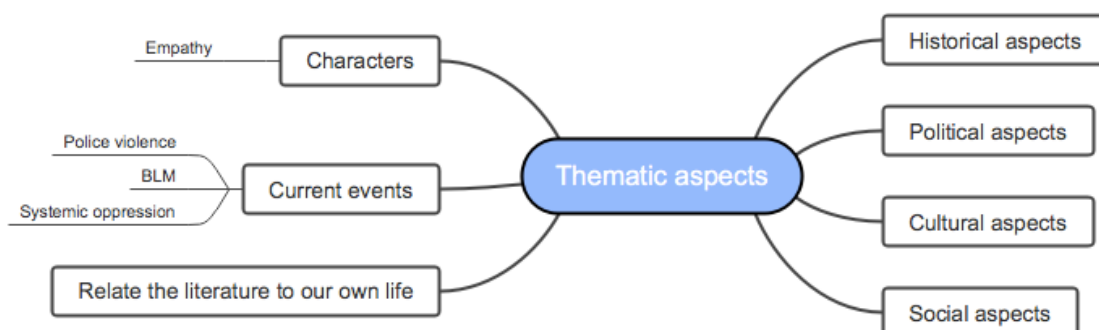 Empathy
Characters
Police violence
BLM
Systemic oppression
Current events
Relate the literature to our own life
Thematic aspects
Historical aspects
Political aspects
Cultural aspects
Social aspects